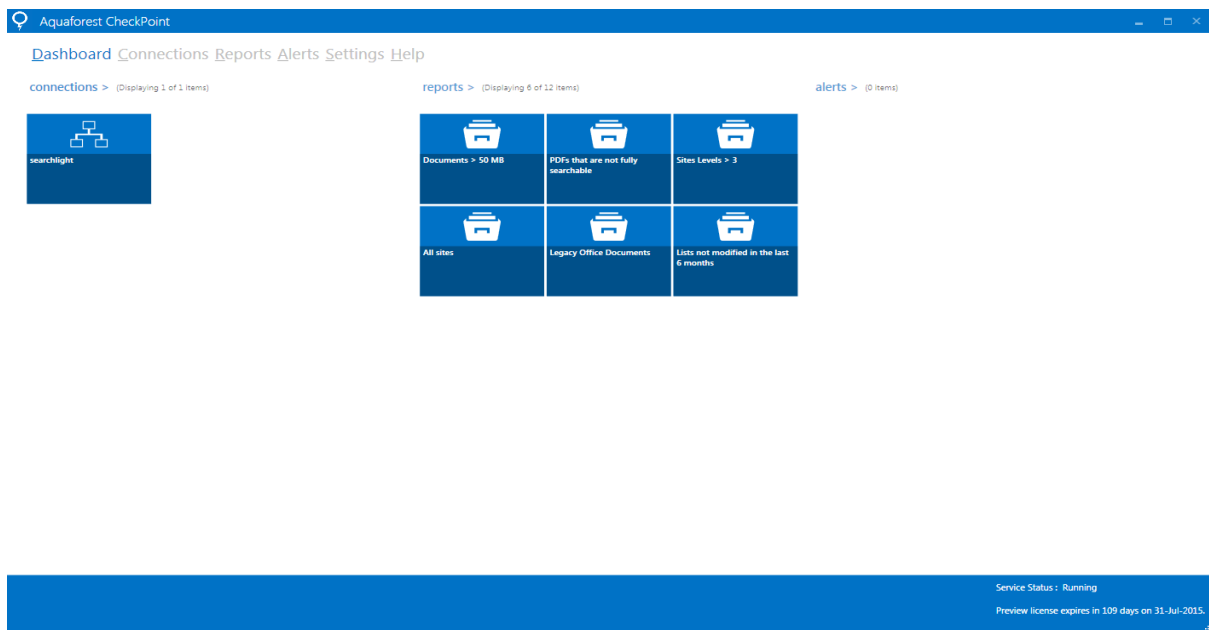 Aquaforest CheckPoint
Dashboard Connections Reports Alerts Settings Help
connections > (Displaying 1 of 1 items)
reports > (Displaying 6 of 12 items)
alerts > (0 items)
searchlight
Documents > 50 MB
PDFs that are not fully
searchable
Sites Levels > 3
All sites
Legacy Office Documents
Lists not modified in the last
6 months
Service Status : Running
Preview license expires in 109 days on 31-Jul-2015.